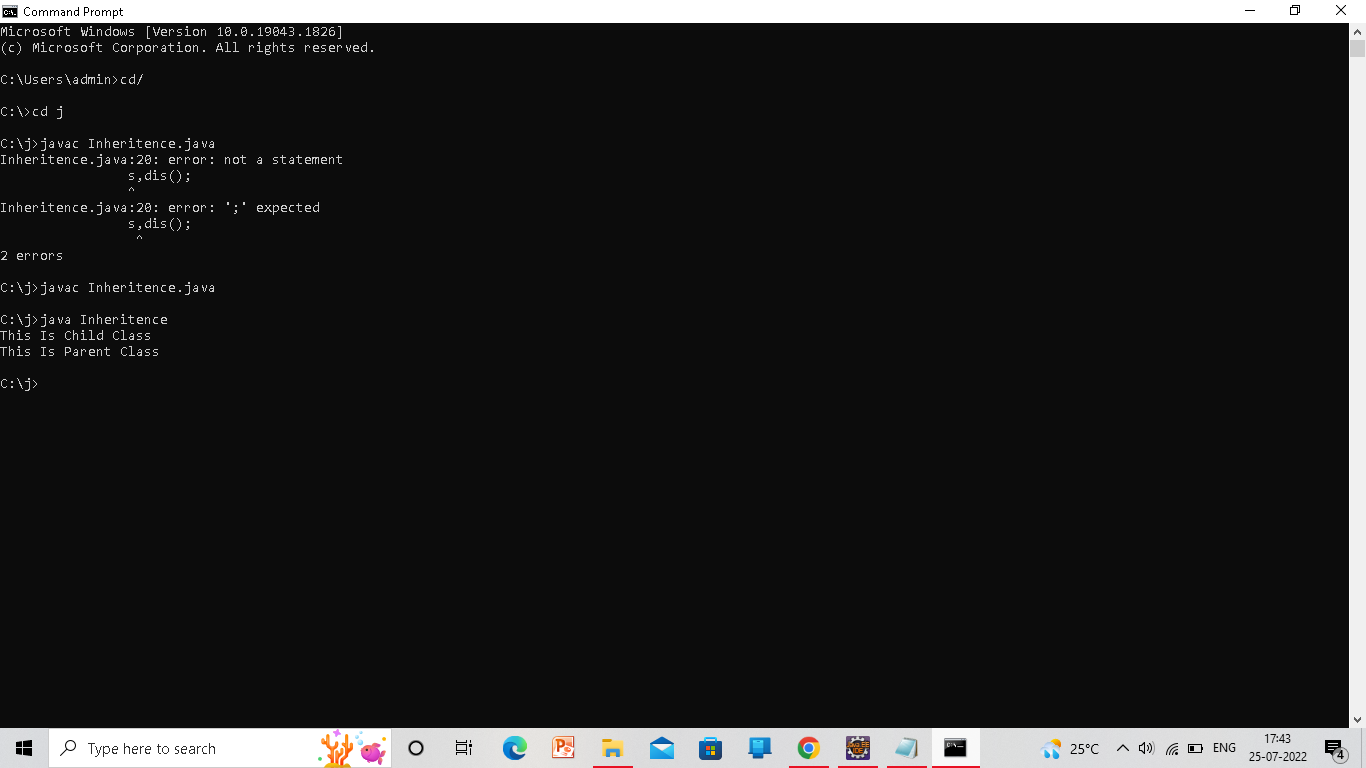 Command Prompt
Microsoft Windows [Version 10.0.19043.1826]
(c) Microsoft Corporation. All rights reserved.
C:\Users\admin>cd/
C:\>cd j
C:\j>javac Inheritence.java
Inheritence.java:20: error: not a statement
                s,dis();
                ^
Inheritence.java:20: error: ';' expected
                s,dis();
                 ^
2 errors
C:\j>javac Inheritence.java
C:\j>java Inheritence
This Is Child Class
This Is Parent Class
C:\j>
Type here to search
25°C
ENG
17:43
25-07-2022
4